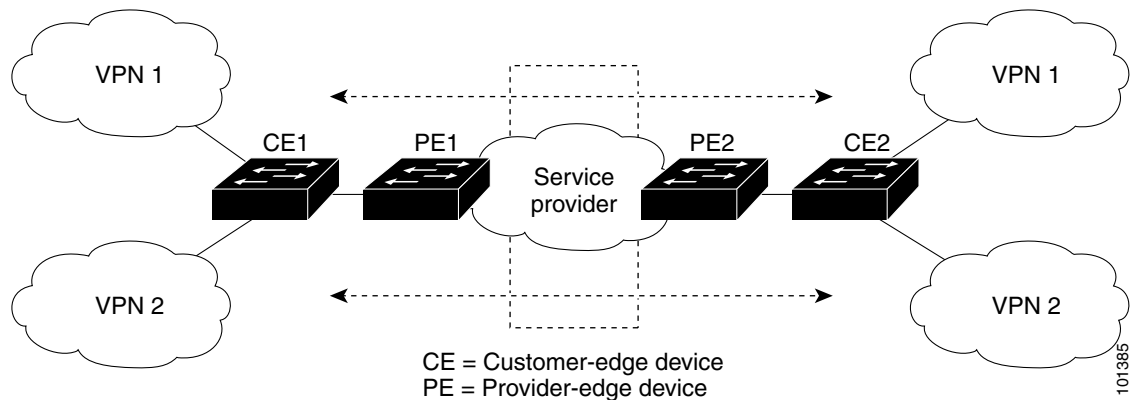 VPN 1
VPN 1
CE1
PE1
PE2
CE2
Service
provider
VPN 2
VPN 2
CE = Customer-edge device
PE = Provider-edge device
101385